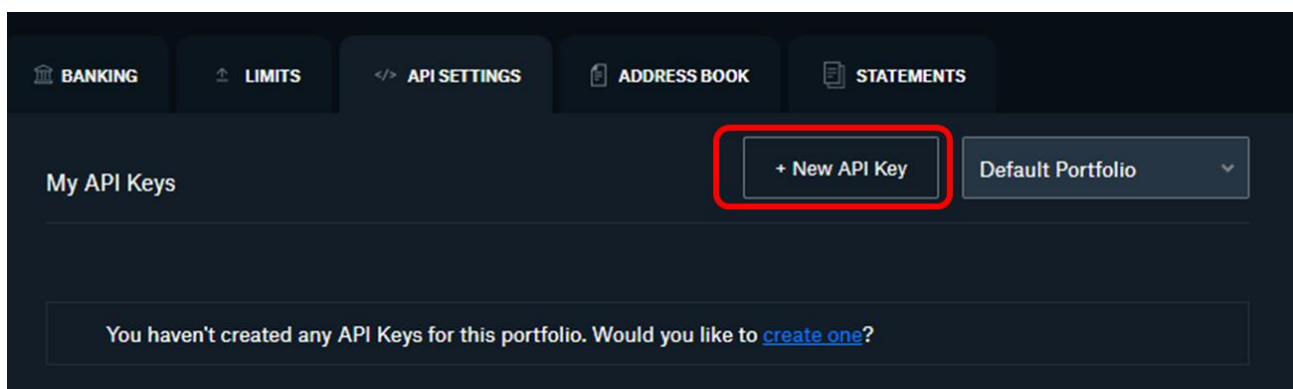 BANKING LIMITS </> API SETTINGS ADDRESS BOOK STATEMENTS
My API Keys + New API Key Default Portfolio
You haven't created any API Keys for this portfolio. Would you like to create one?